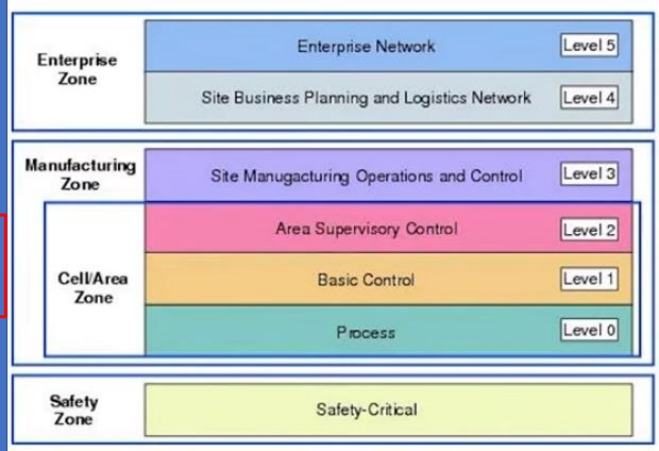 Enterprise
Zone
Enterprise Network
Level 5
Site Business Planning and Logistics Network
Level 4
Manufacturing
Zone
Site Manugacturing Operations and Control
Level 3
Cell/Area
Zone
Area Supervisory Control
Level 2
Basic Control
Level 1
Process
Level 0
Safety
Zone
Safety-Critical